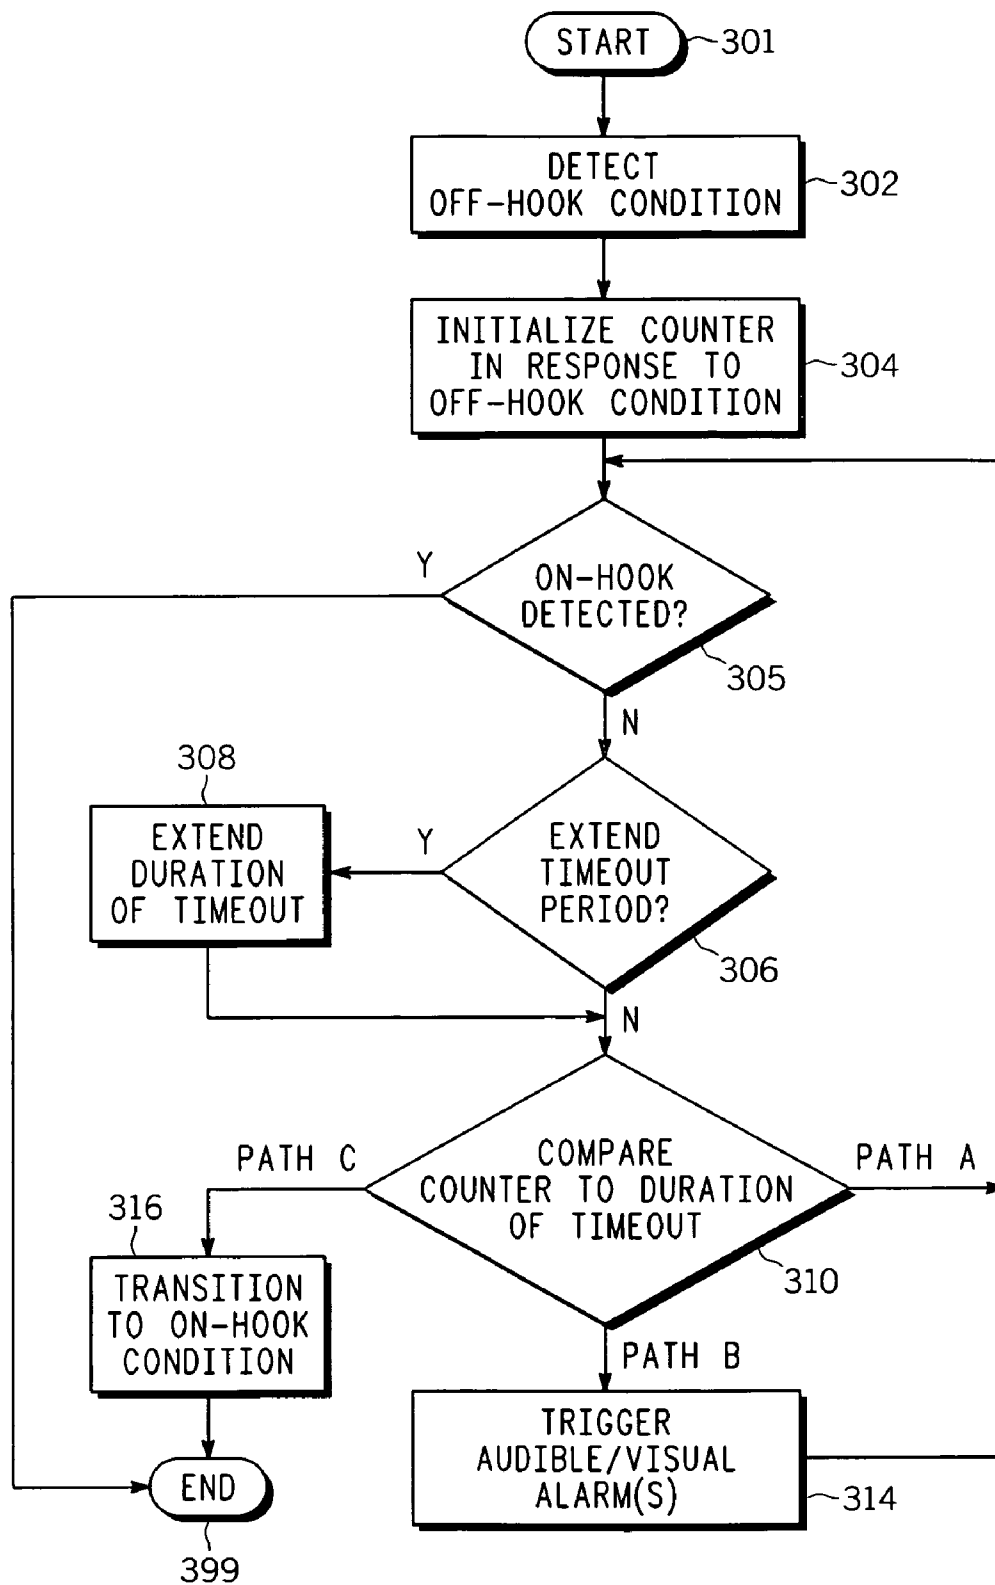 START
301
DETECT
OFF-HOOK CONDITION
302
INITIALIZE COUNTER
IN RESPONSE TO
OFF-HOOK CONDITION
304
Y
ON-HOOK
DETECTED?
305
N
308
EXTEND
DURATION
OF TIMEOUT
Y
EXTEND
TIMEOUT
PERIOD?
306
N
PATH C
COMPARE
COUNTER TO DURATION
OF TIMEOUT
PATH A
310
316
TRANSITION
TO ON-HOOK
CONDITION
PATH B
TRIGGER
AUDIBLE/VISUAL
ALARM(S)
314
END
399